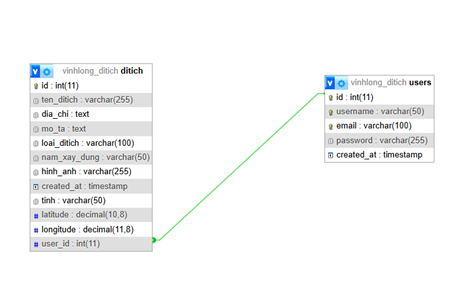 vinhlong_ditich ditich
id : int(11)
ten_ditich : varchar(255)
dia_chi : text
mo_ta : text
loai_ditich : varchar(100)
nam_xay_dung : varchar(50)
hinh_anh : varchar(255)
created_at : timestamp
tinh : varchar(50)
latitude : decimal(10,8)
longitude : decimal(11,8)
user_id : int(11)
vinhlong_ditich users
id : int(11)
username : varchar(50)
email : varchar(100)
password : varchar(255)
created_at : timestamp